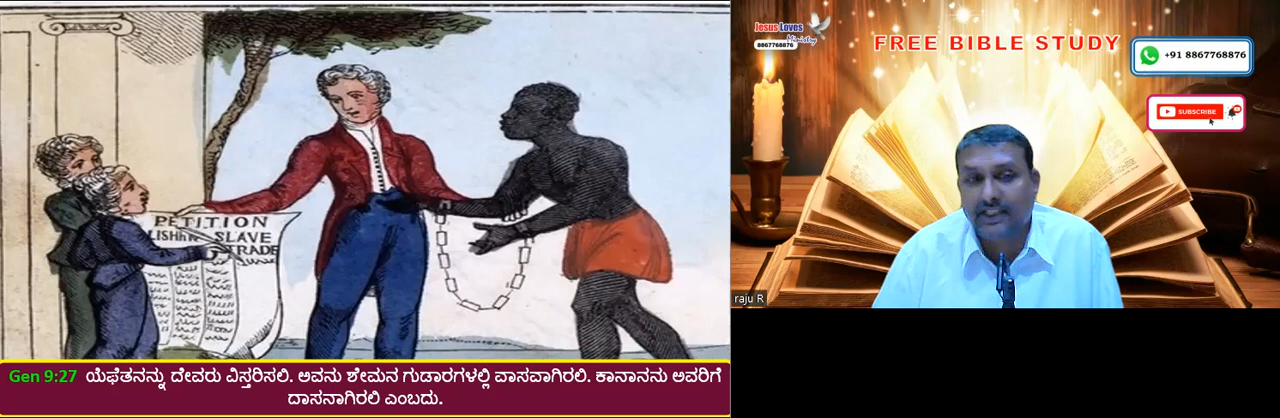 PETITION
SLAVE
TRADE
Gen 9:27 ಯೆಫೆತನನ್ನು ದೇವರು ವಿಸ್ತರಿಸಲಿ. ಅವನು ಶೇಮನ ಗುಡಾರಗಳಲ್ಲಿ ವಾಸವಾಗಿರಲಿ. ಕಾನಾನನು ಅವರಿಗೆ
ದಾಸನಾಗಿರಲಿ ಎಂಬದು.
Jesus Loves
Ministry
8867768876
FREE BIBLE STUDY
+91 8867768876
SUBSCRIBE
raju R